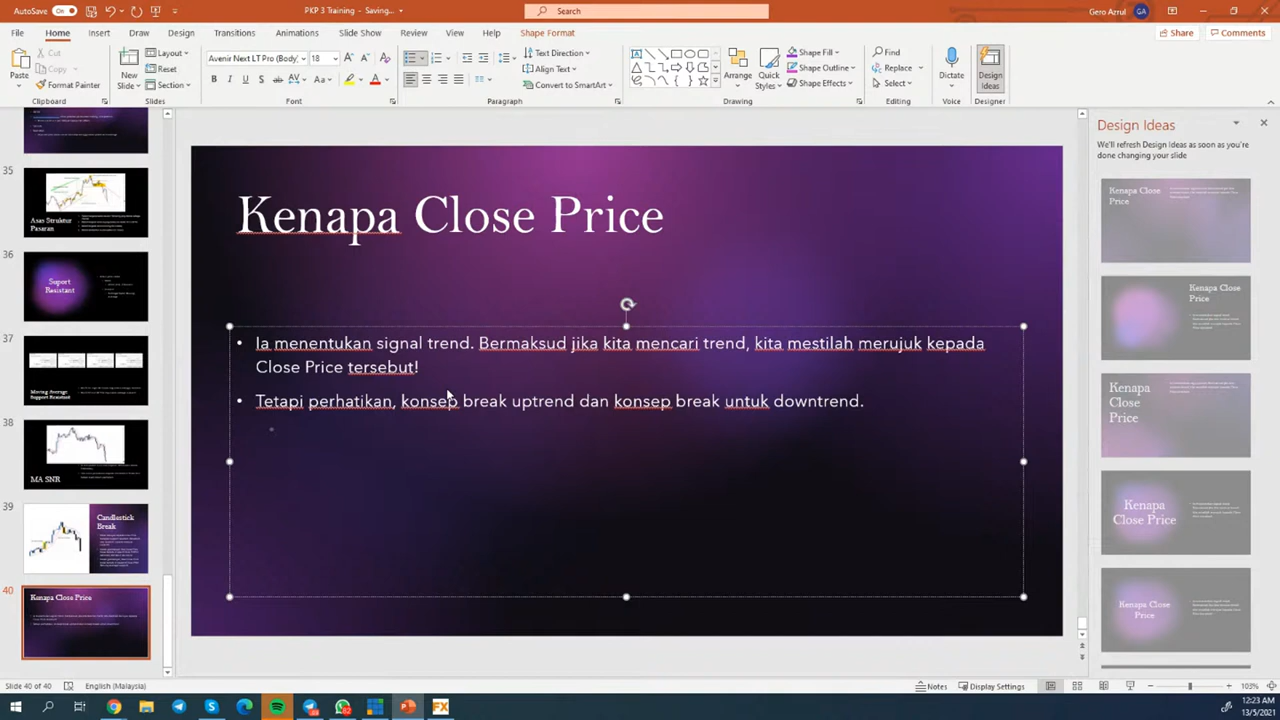 AutoSave On
PKP 3 Training - Saving...
Search
Gero Azrul GA
File Home Insert Draw Design Transitions Animations Slide Show Review View Help Shape Format
Share Comments
Paste
Cut
Copy
Format Painter
Clipboard
New Slide
Layout
Reset
Section
Slides
Avenir Next LT Pro (Body) 18
Font
Text Direction
Align Text
Convert to SmartArt
Paragraph
Arrange
Quick Styles
Shape Fill
Shape Outline
Shape Effects
Drawing
Find
Replace
Select
Editing
Dictate
Voice
Design Ideas
Designer
35
Asas Struktur
Pasaran
36
Suport
Resistant
37
Moving Average
Support Resistant
38
MA SNR
39
Candlestick
Break
40
Kenapa Close Price
Kenapa Close Price
• Ia menentukan signal trend. Bermaksud jika kita mencari trend, kita mestilah merujuk kepada
Close Price tersebut!
• Tetapi perhatikan, konsep break uptrend dan konsep break untuk downtrend.
Design Ideas
We'll refresh Design Ideas as soon as you're
done changing your slide
Kenapa Close
Price
Kenapa Close
Price
Kenapa
Close
Price
Kenapa
Close Price
Kenapa Close
Price
Slide 40 of 40 English (Malaysia)
Notes Display Settings 103%
12:23 AM
13/5/2021